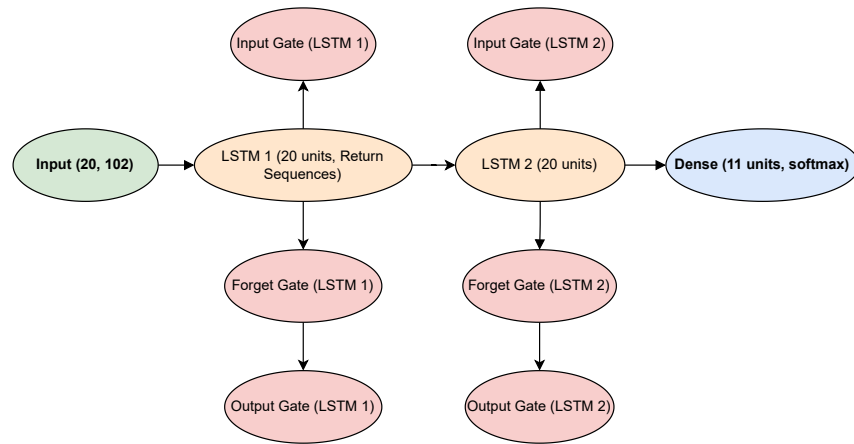 Input Gate (LSTM 1)
Input Gate (LSTM 2)
Input (20, 102)
LSTM 1 (20 units, Return
Sequences)
LSTM 2 (20 units)
Dense (11 units, softmax)
Forget Gate (LSTM 1)
Forget Gate (LSTM 2)
Output Gate (LSTM 1)
Output Gate (LSTM 2)